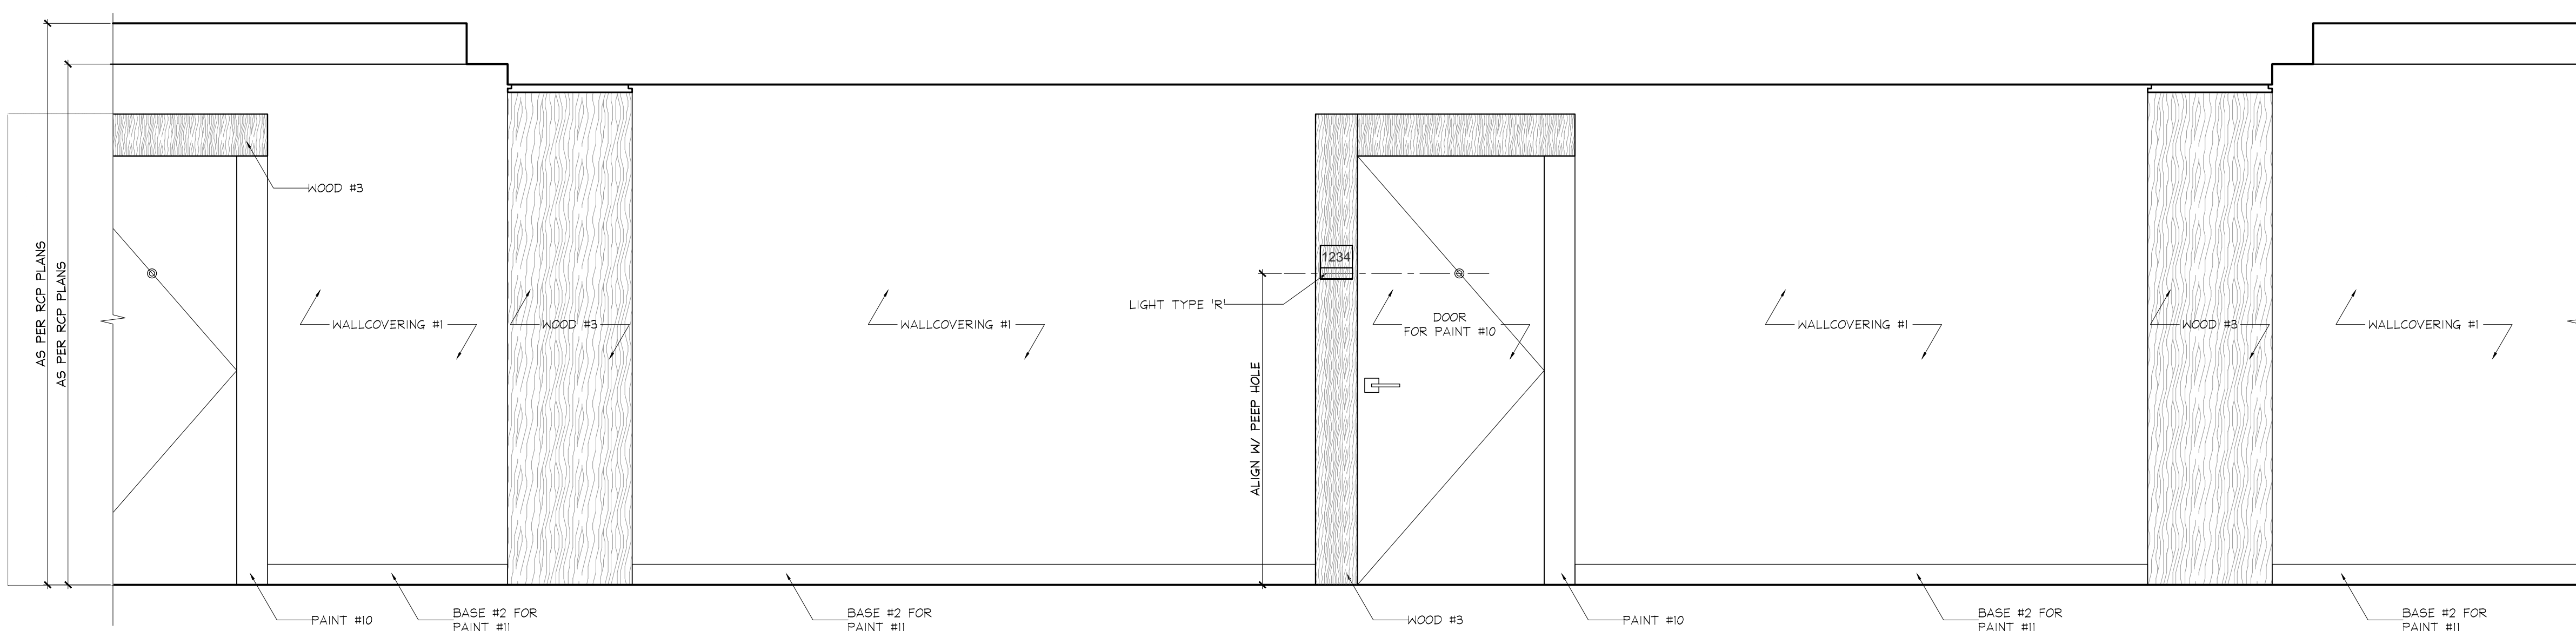 AS PER RCP PLANS
AS PER RCP PLANS
WOOD #3
WALLCOVERING #1
WOOD #3
WALLCOVERING #1
LIGHT TYPE 'R'
1234
ALIGN W/ PEEP HOLE
DOOR
FOR PAINT #10
WALLCOVERING #1
WOOD #3
WALLCOVERING #1
PAINT #10
BASE #2 FOR
PAINT #11
BASE #2 FOR
PAINT #11
WOOD #3
PAINT #10
BASE #2 FOR
PAINT #11
BASE #2 FOR
PAINT #11